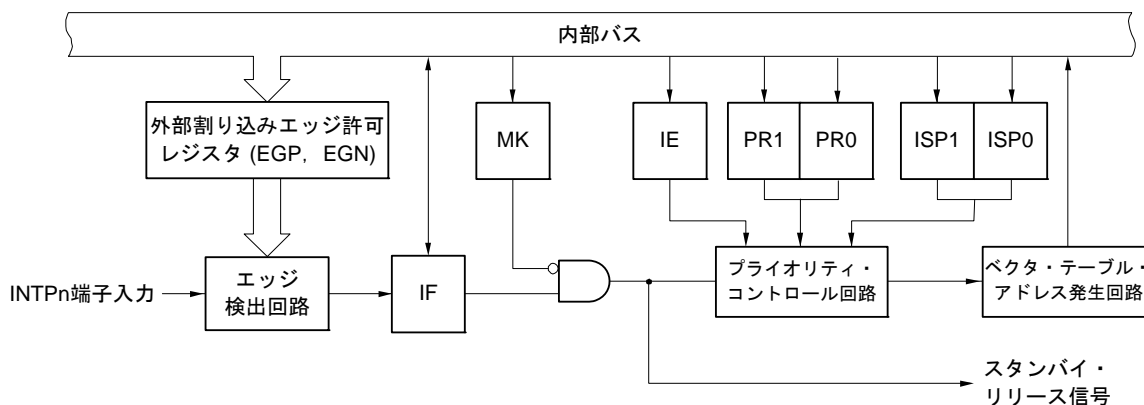 内部バス
外部割り込みエッジ許可
レジスタ (EGP, EGN)
MK
IE
PR1
PR0
ISP1
ISP0
INTPn端子入力
エッジ
検出回路
IF
プライオリティ・
コントロール回路
ベクタ・テーブル・
アドレス発生回路
スタンバイ・
リリース信号